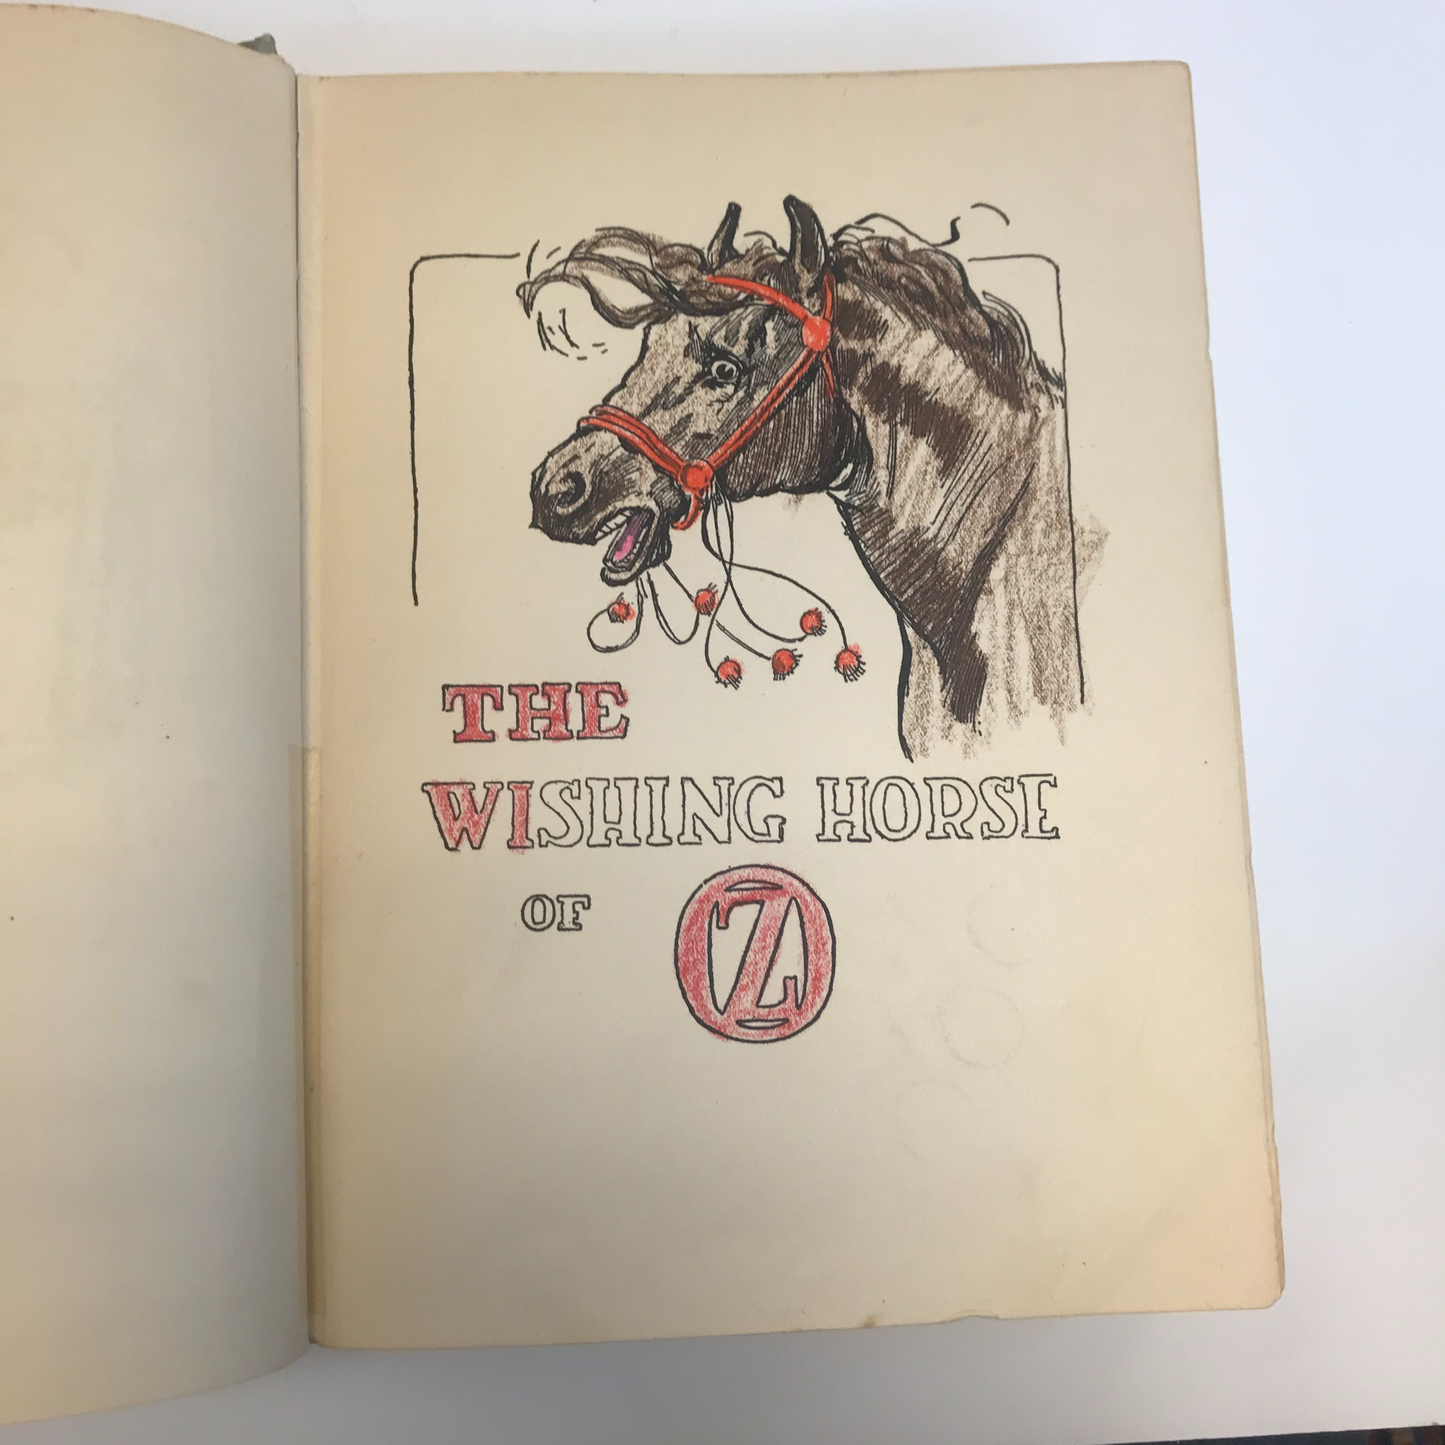 THE
WISHING HORSE
OF OZ